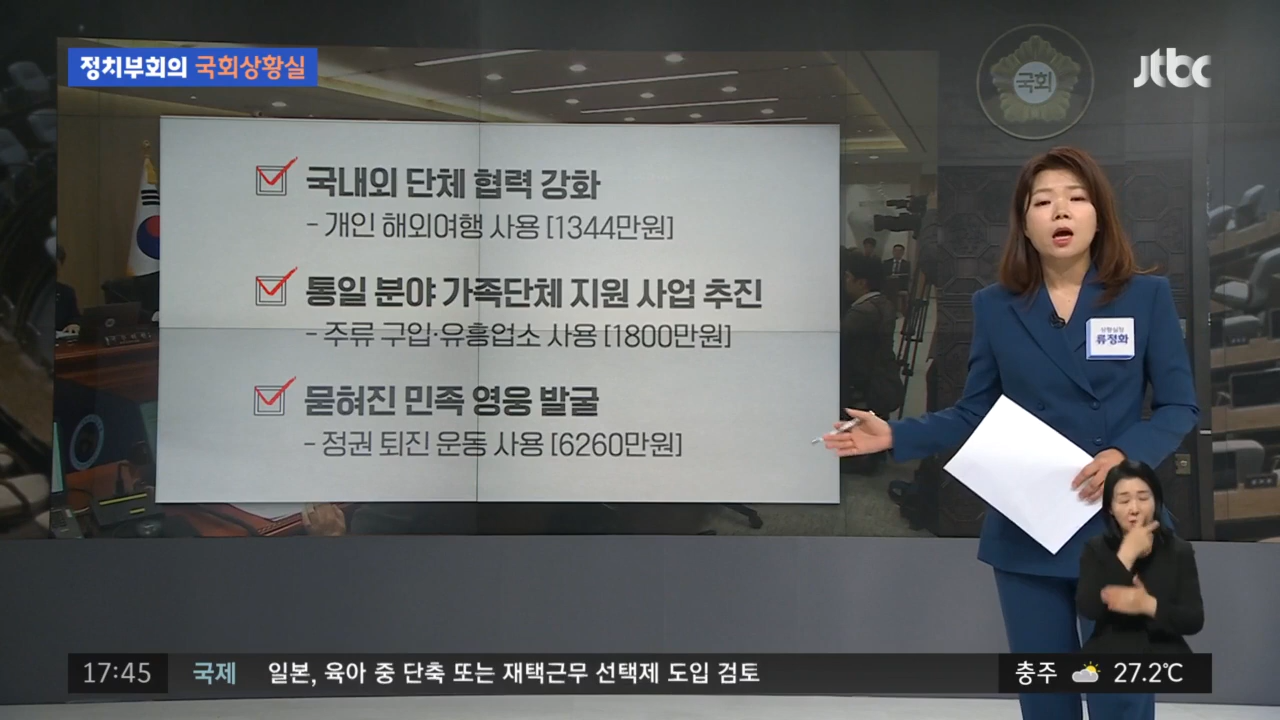 정치부회의 국회상황실
jtbc
국회
국내외 단체 협력 강화
- 개인 해외여행 사용 [1344만원]
통일 분야 가족단체 지원 사업 추진
- 주류 구입·유흥업소 사용 [1800만원]
묻혀진 민족 영웅 발굴
- 정권 퇴진 운동 사용 [6260만원]
상황실장
류정화
17:45 국제 일본, 육아 중 단축 또는 재택근무 선택제 도입 검토 충주 27.2℃